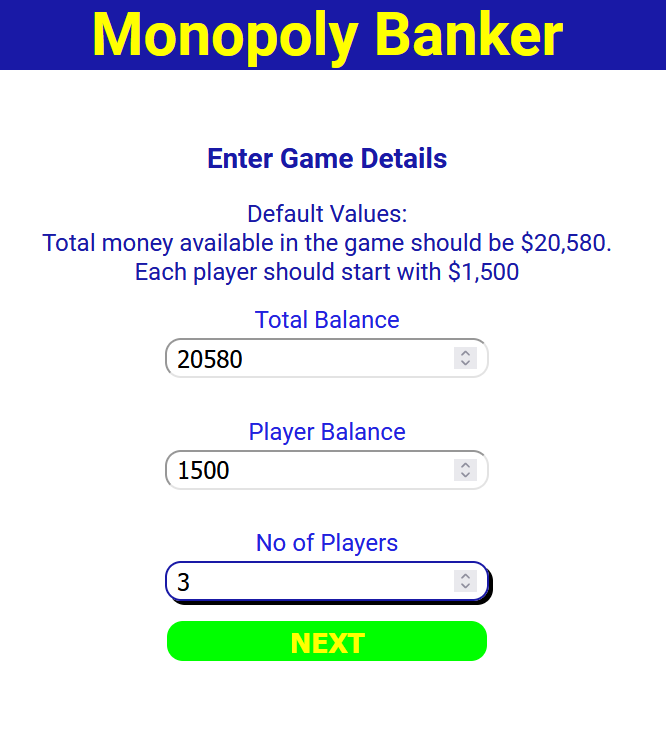 Monopoly Banker
Enter Game Details
Default Values:
Total money available in the game should be $20,580.
Each player should start with $1,500
Total Balance
20580
Player Balance
1500
No of Players
3
NEXT